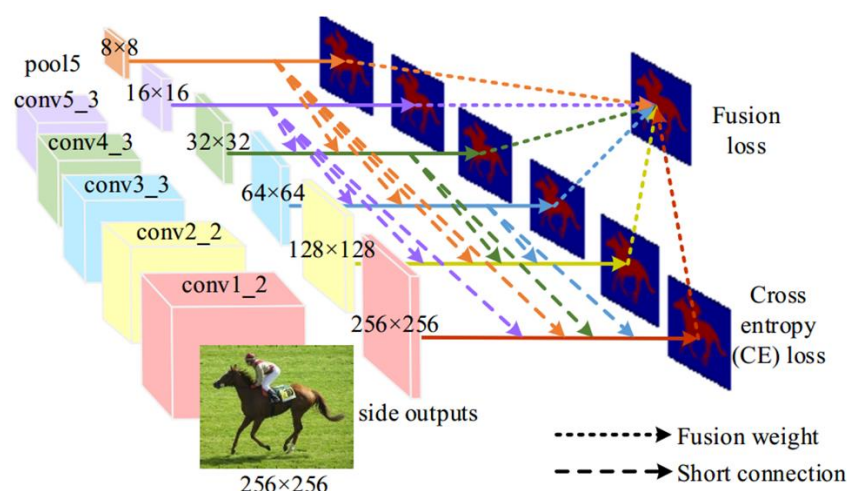 8×8
pool5
16×16
conv5_3
32×32
conv4_3
64×64
conv3_3
128×128
conv2_2
256×256
conv1_2
side outputs
256×256
Fusion
loss
Cross
entropy
(CE) loss
Fusion weight
Short connection